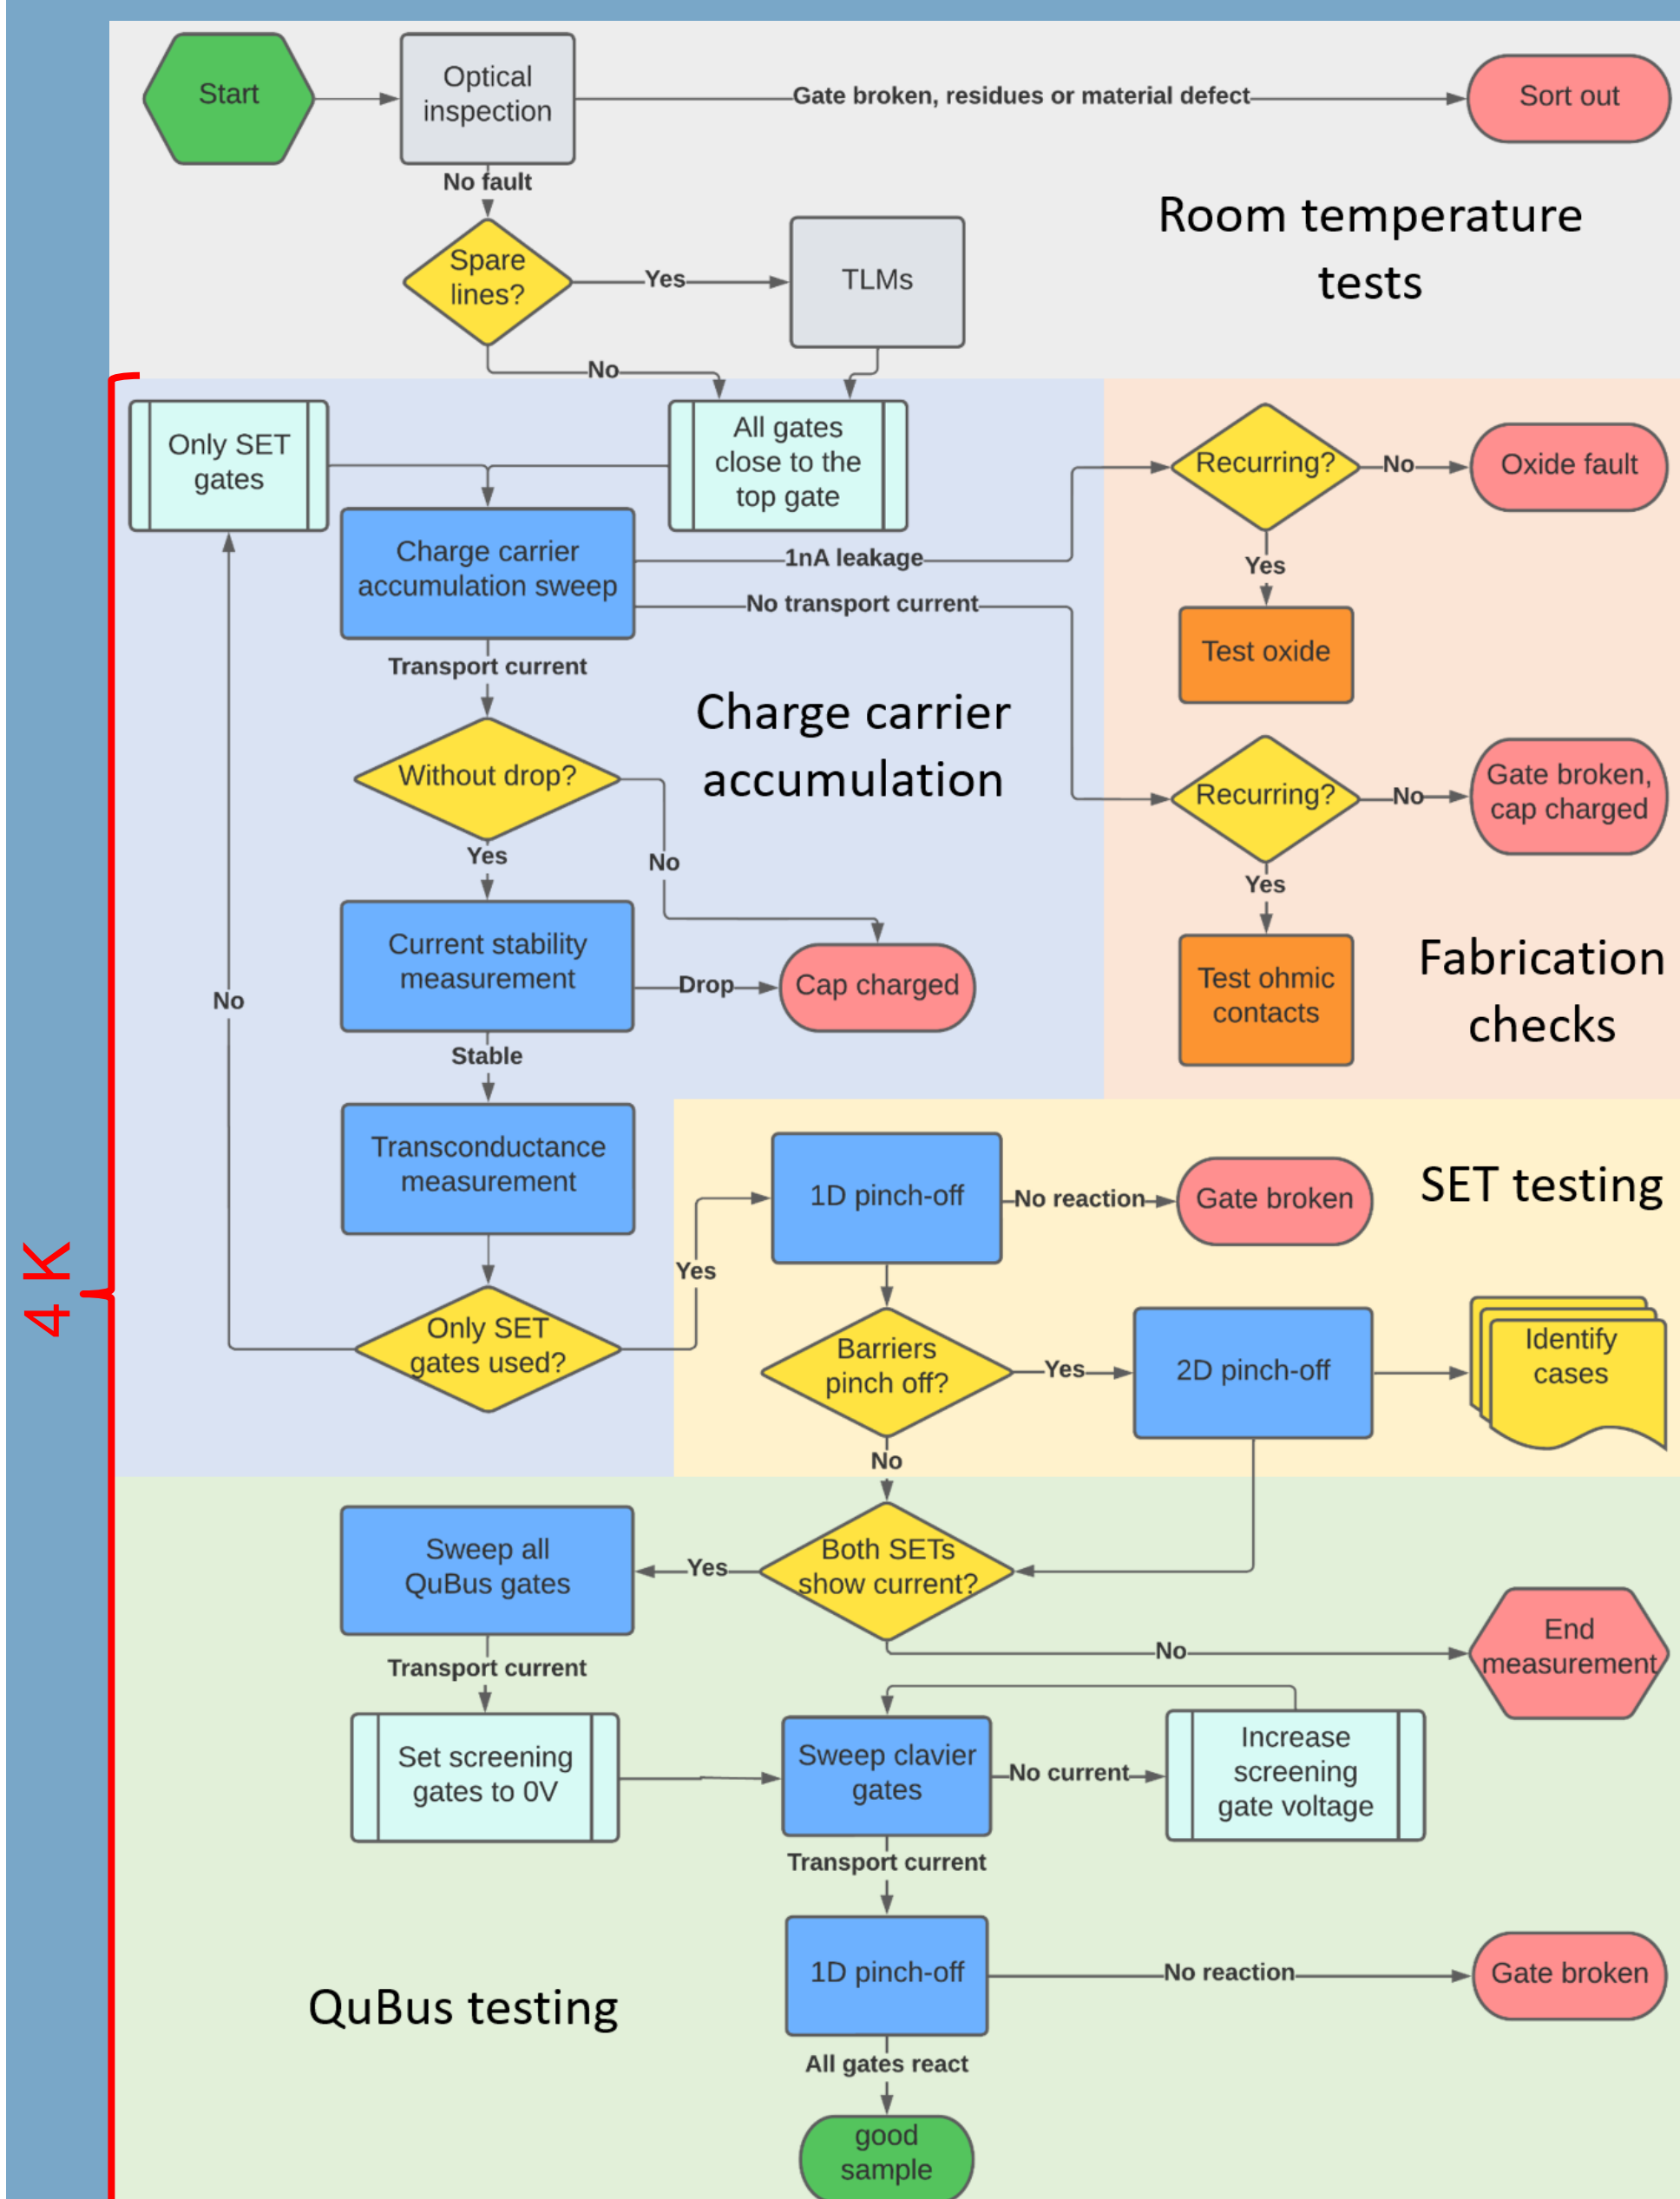 Start
Optical
inspection
Gate broken, residues or material defect
Sort out
No fault
Room temperature
tests
Spare
lines?
Yes
TLMs
No
Only SET
gates
All gates
close to the
top gate
Recurring?
No
Oxide fault
Charge carrier
accumulation sweep
1nA leakage
Yes
No transport current
Test oxide
Transport current
Charge carrier
accumulation
Without drop?
Recurring?
No
Gate broken,
cap charged
Yes
No
Yes
Current stability
measurement
Drop
Cap charged
Test ohmic
contacts
Fabrication
checks
No
Stable
Transconductance
measurement
1D pinch-off
No reaction
Gate broken
SET testing
4 K
Yes
Only SET
gates used?
Barriers
pinch off?
Yes
2D pinch-off
Identify
cases
No
Sweep all
QuBus gates
Yes
Both SETs
show current?
End
measurement
No
Transport current
Set screening
gates to 0V
Sweep clavier
gates
No current
Increase
screening
gate voltage
Transport current
1D pinch-off
No reaction
Gate broken
QuBus testing
All gates react
good
sample